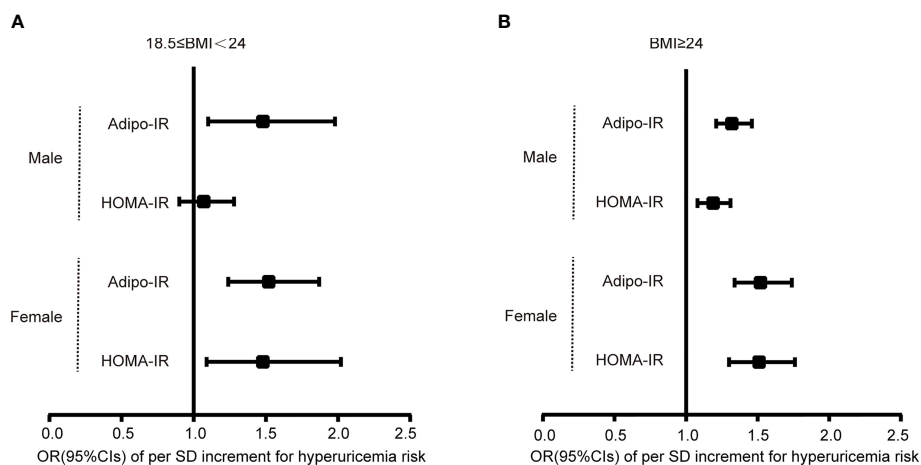 A
18.5≤BMI<24
Male
Adipo-IR
HOMA-IR
Female
Adipo-IR
HOMA-IR
0.0 0.5 1.0 1.5 2.0 2.5
OR(95%CIs) of per SD increment for hyperuricemia risk
B
BMI≥24
Male
Adipo-IR
HOMA-IR
Female
Adipo-IR
HOMA-IR
0.0 0.5 1.0 1.5 2.0 2.5
OR(95%CIs) of per SD increment for hyperuricemia risk